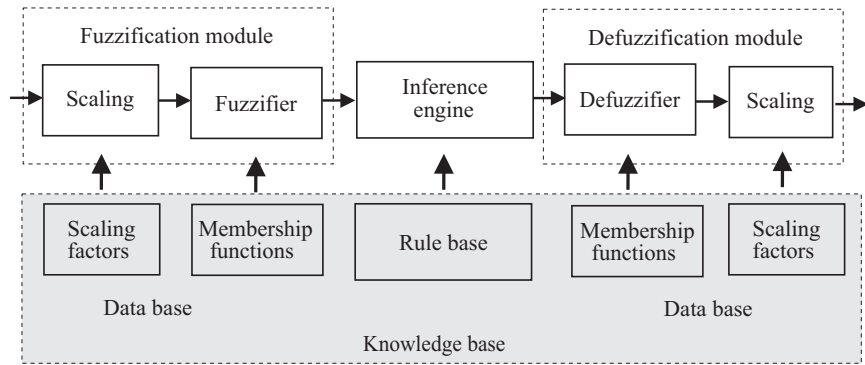 Fuzzification module
Defuzzification module
Scaling
Fuzzifier
Inference
engine
Defuzzifier
Scaling
Scaling
factors
Membership
functions
Rule base
Membership
functions
Scaling
factors
Data base
Data base
Knowledge base